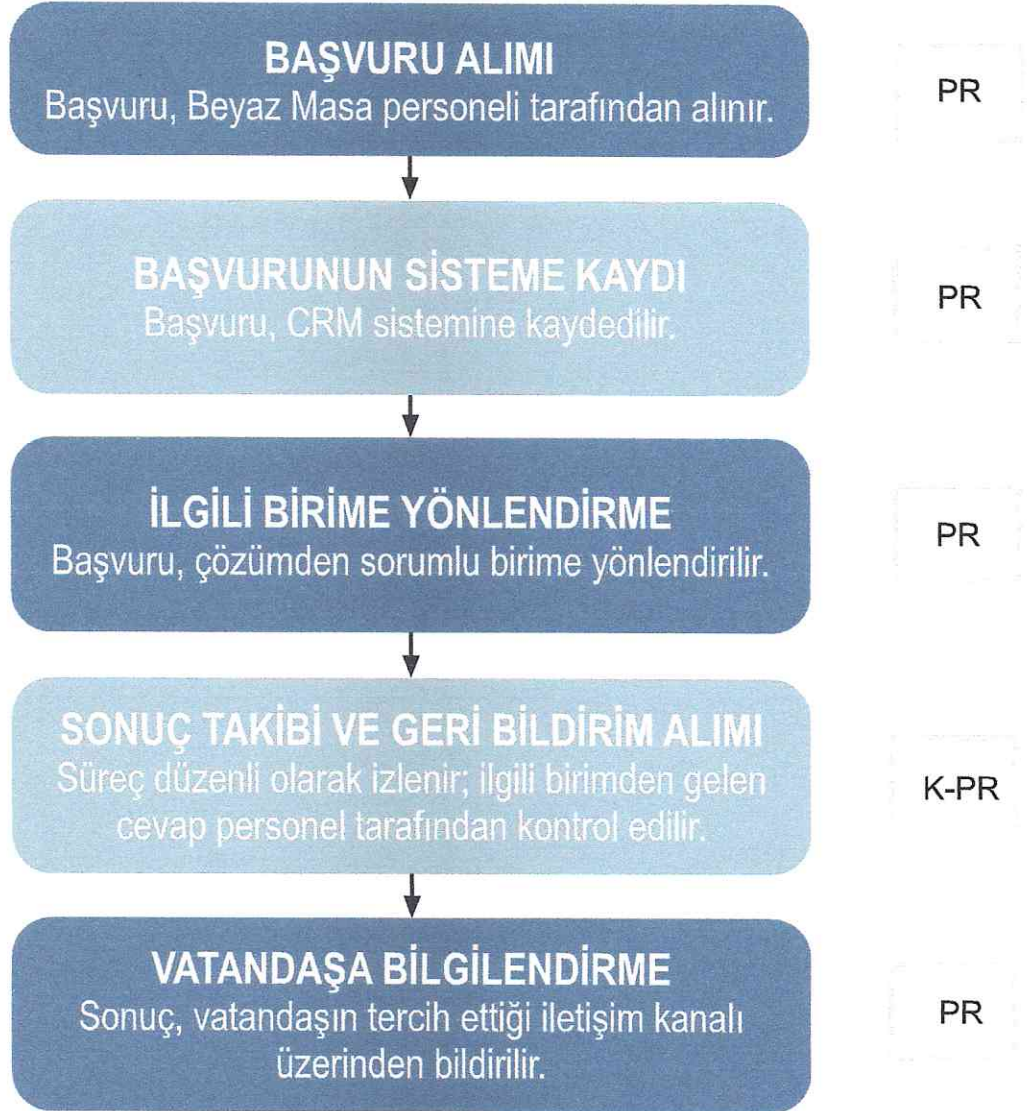 BAŞVURU ALIMI
Başvuru, Beyaz Masa personeli tarafından alınır.
PR
BAŞVURUNUN SİSTEME KAYDI
Başvuru, CRM sistemine kaydedilir.
PR
İLGİLİ BİRİME YÖNLENDİRME
Başvuru, çözümden sorumlu birime yönlendirilir.
PR
SONUÇ TAKİBİ VE GERİ BİLDİRİM ALIMI
Süreç düzenli olarak izlenir; ilgili birimden gelen
cevap personel tarafından kontrol edilir.
K-PR
VATANDAŞA BİLGİLENDİRME
Sonuç, vatandaşın tercih ettiği iletişim kanalı
üzerinden bildirilir.
PR